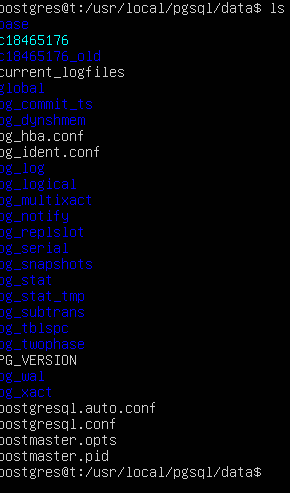 postgres@t:/usr/local/pgsql/data$ ls
base
c18465176
c18465176_old
current_logfiles
global
pg_commit_ts
pg_dynshmem
pg_hba.conf
pg_ident.conf
pg_log
pg_logical
pg_multixact
pg_notify
pg_replslot
pg_serial
pg_snapshots
pg_stat
pg_stat_tmp
pg_subtrans
pg_tblspc
pg_twophase
PG_VERSION
pg_wal
pg_xact
postgresql.auto.conf
postgresql.conf
postmaster.opts
postmaster.pid
postgres@t:/usr/local/pgsql/data$